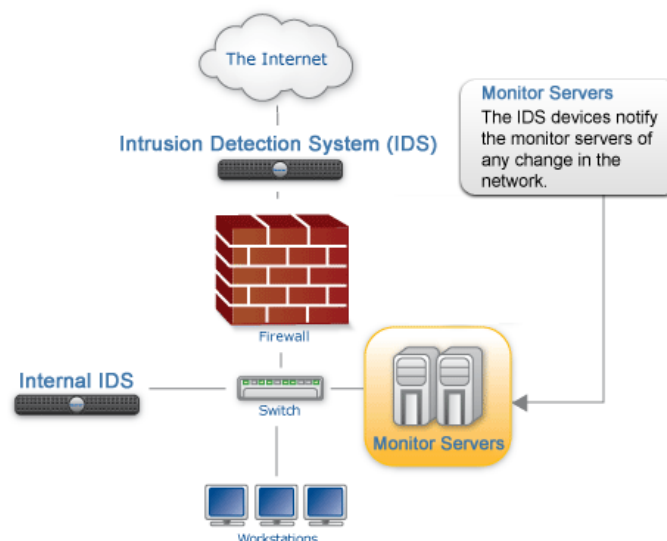 The Internet
Intrusion Detection System (IDS)
Monitor Servers
The IDS devices notify
the monitor servers of
any change in the
network.
Firewall
Internal IDS
Switch
Monitor Servers
Workstations